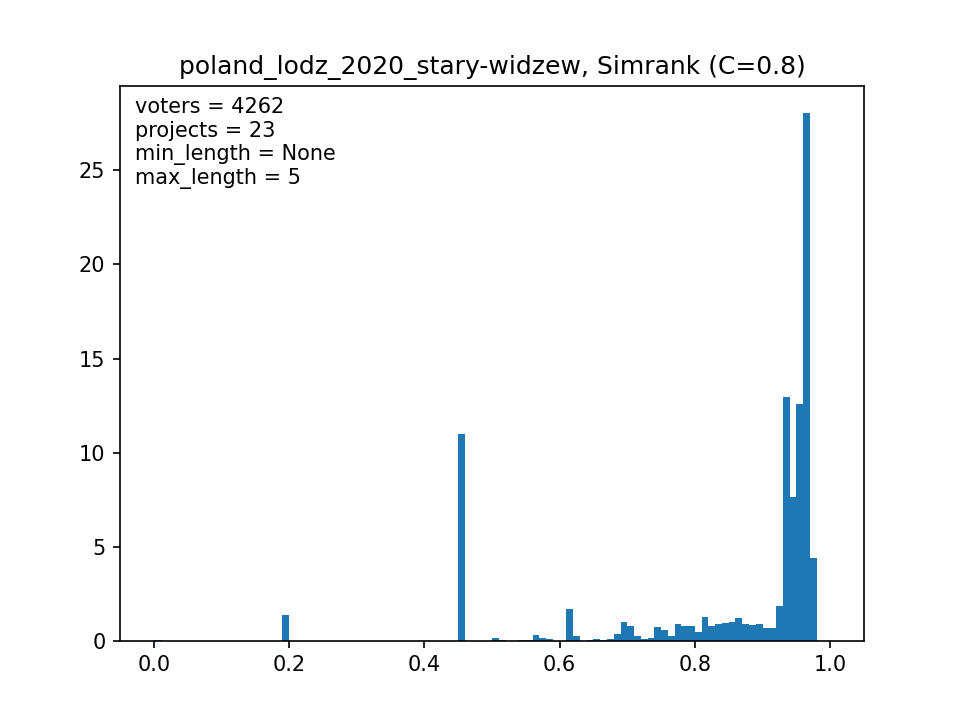 poland_lodz_2020_stary-widzew, Simrank (C=0.8)
voters = 4262
projects = 23
min_length = None
max_length = 5
25
20
15
10
5
0
0.0 0.2 0.4 0.6 0.8 1.0